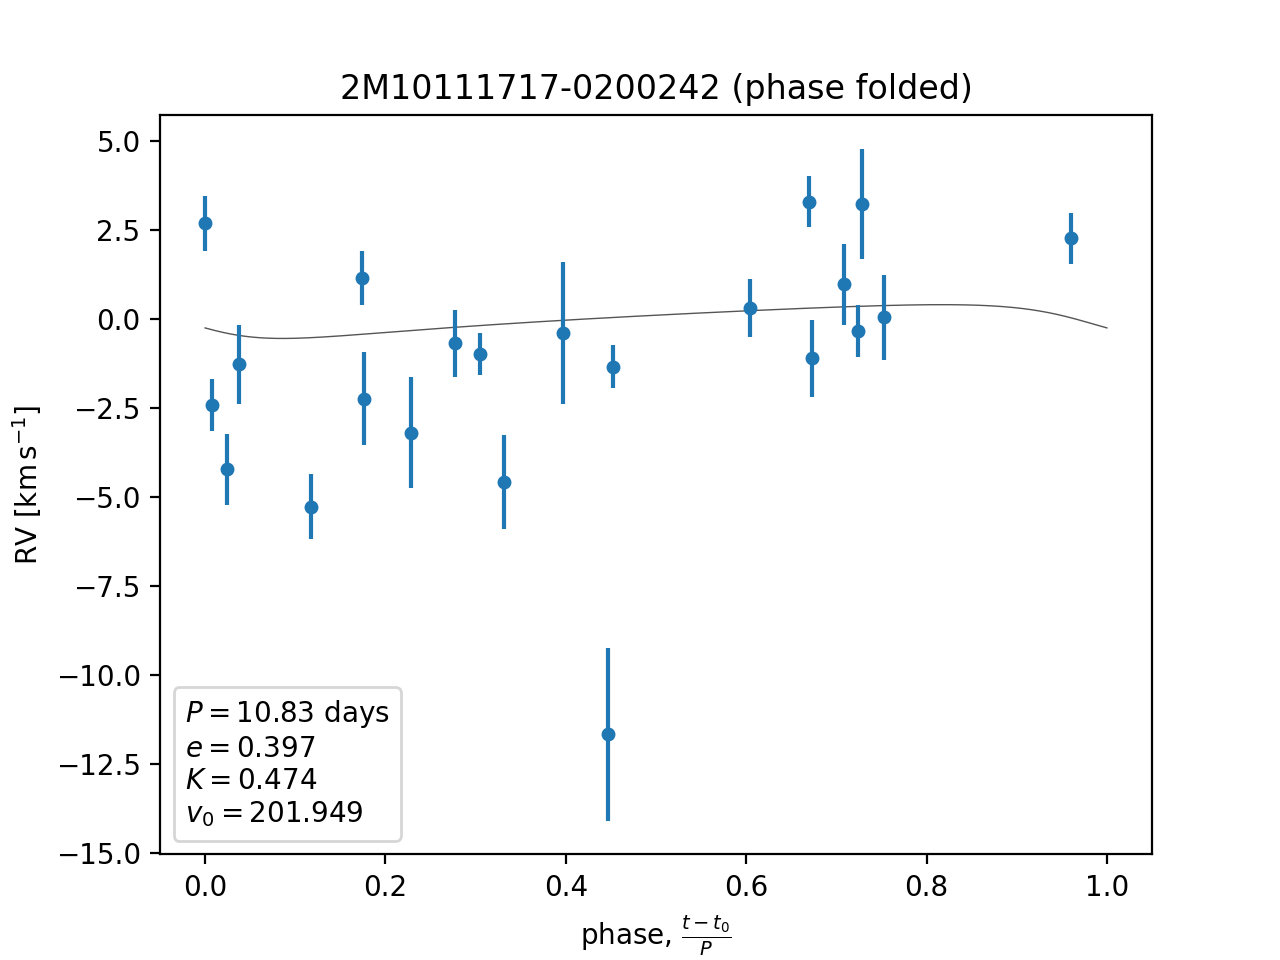 2M10111717-0200242 (phase folded)
5.0
2.5
0.0
−2.5
−5.0
−7.5
−10.0
−12.5
−15.0
RV [km s⁻¹]
P = 10.83 days
e = 0.397
K = 0.474
v₀ = 201.949
0.0 0.2 0.4 0.6 0.8 1.0
phase, (t − t₀)/P